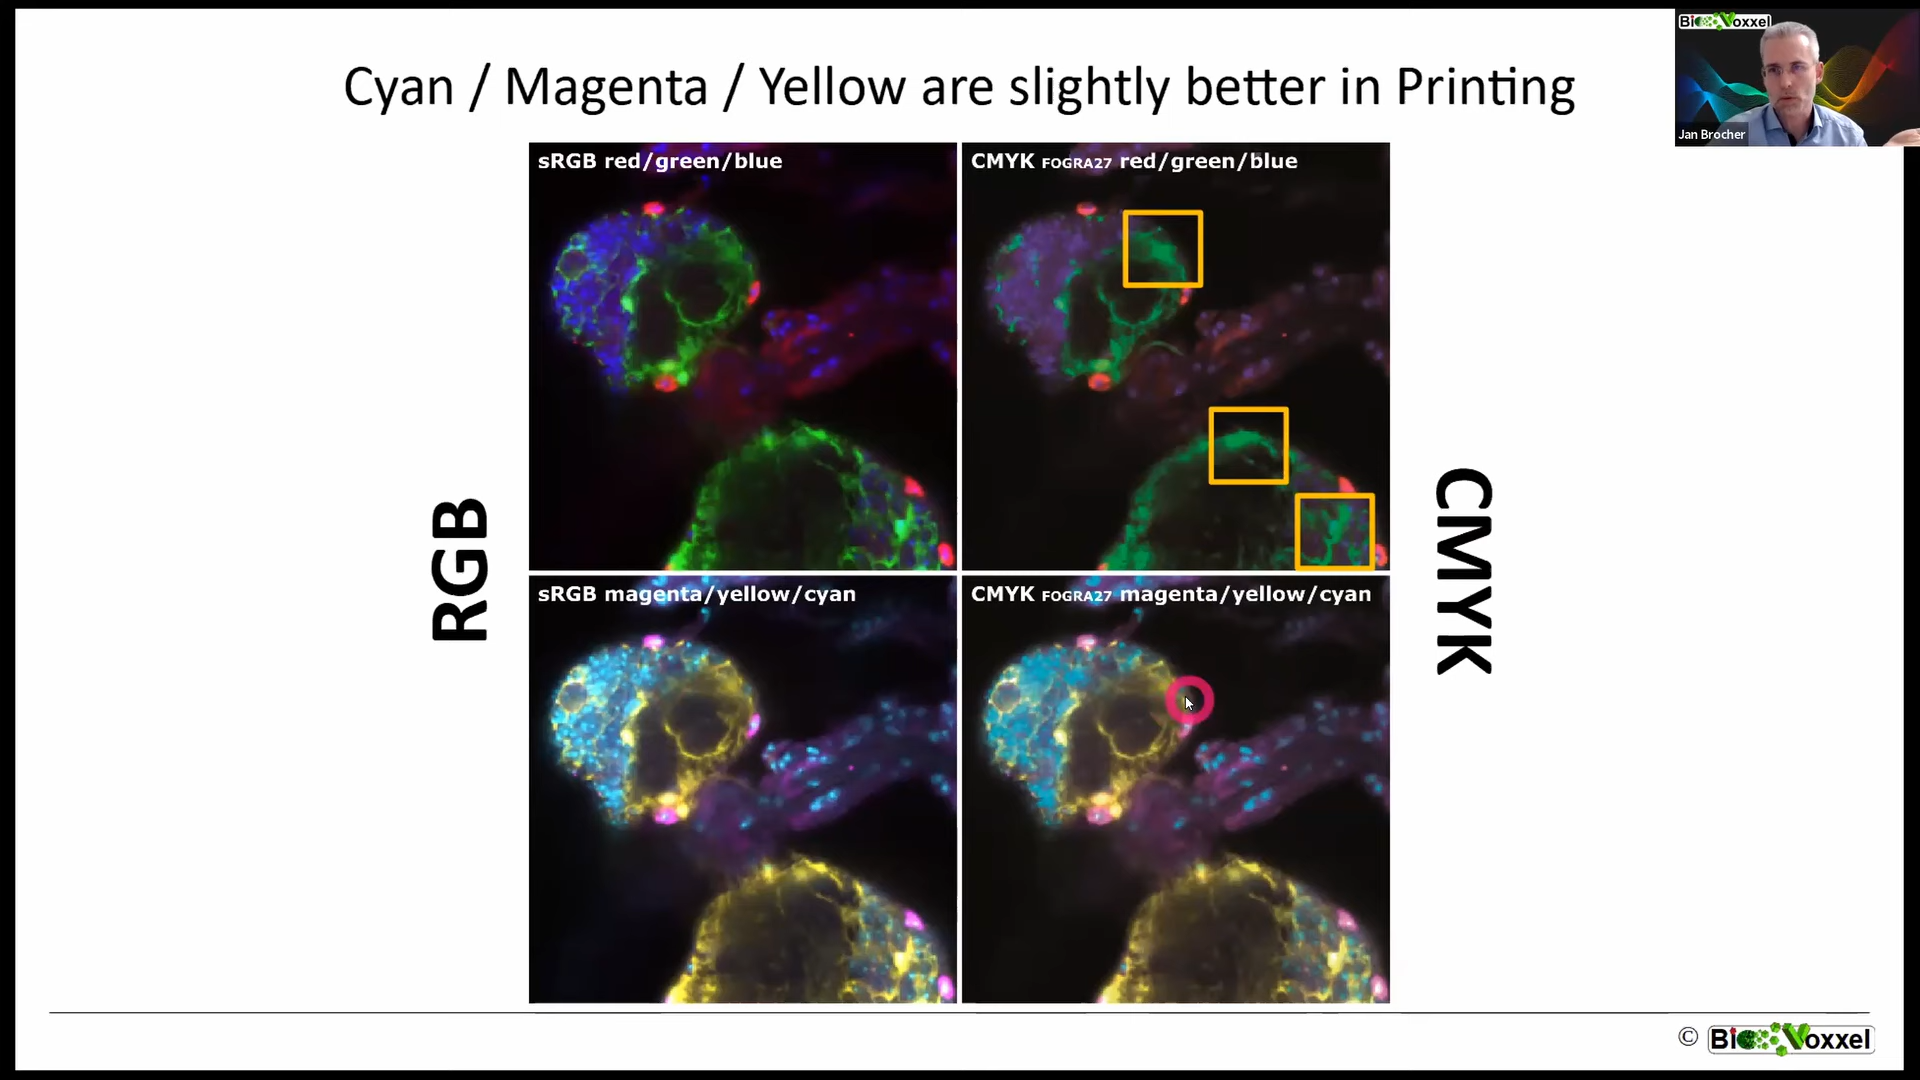 Cyan / Magenta / Yellow are slightly better in Printing
BioVoxxel
Jan Brocher
sRGB red/green/blue
CMYK FOGRA27 red/green/blue
RGB
CMYK
sRGB magenta/yellow/cyan
CMYK FOGRA27 magenta/yellow/cyan
© BioVoxxel